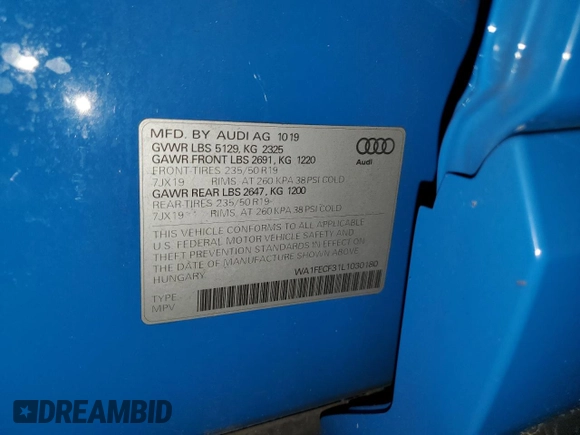 MFD. BY AUDI AG 10 19
GVWR LBS 5129, KG 2325
GAWR FRONT LBS 2691, KG 1220
FRONT-TIRES 235/50 R19
7JX19 RIMS, AT 260 KPA 38 PSI COLD
GAWR REAR LBS 2647, KG 1200
REAR-TIRES 235/50 R19
7JX19 RIMS, AT 260 KPA 38 PSI COLD
THIS VEHICLE CONFORMS TO ALL APPLICABLE
U.S. FEDERAL MOTOR VEHICLE SAFETY AND
THEFT PREVENTION STANDARDS IN EFFECT ON
THE DATE OF MANUFACTURE SHOWN ABOVE.
HUNGARY.
WA1FECF31L1030180
TYPE:
MPV
Audi
DREAMBID